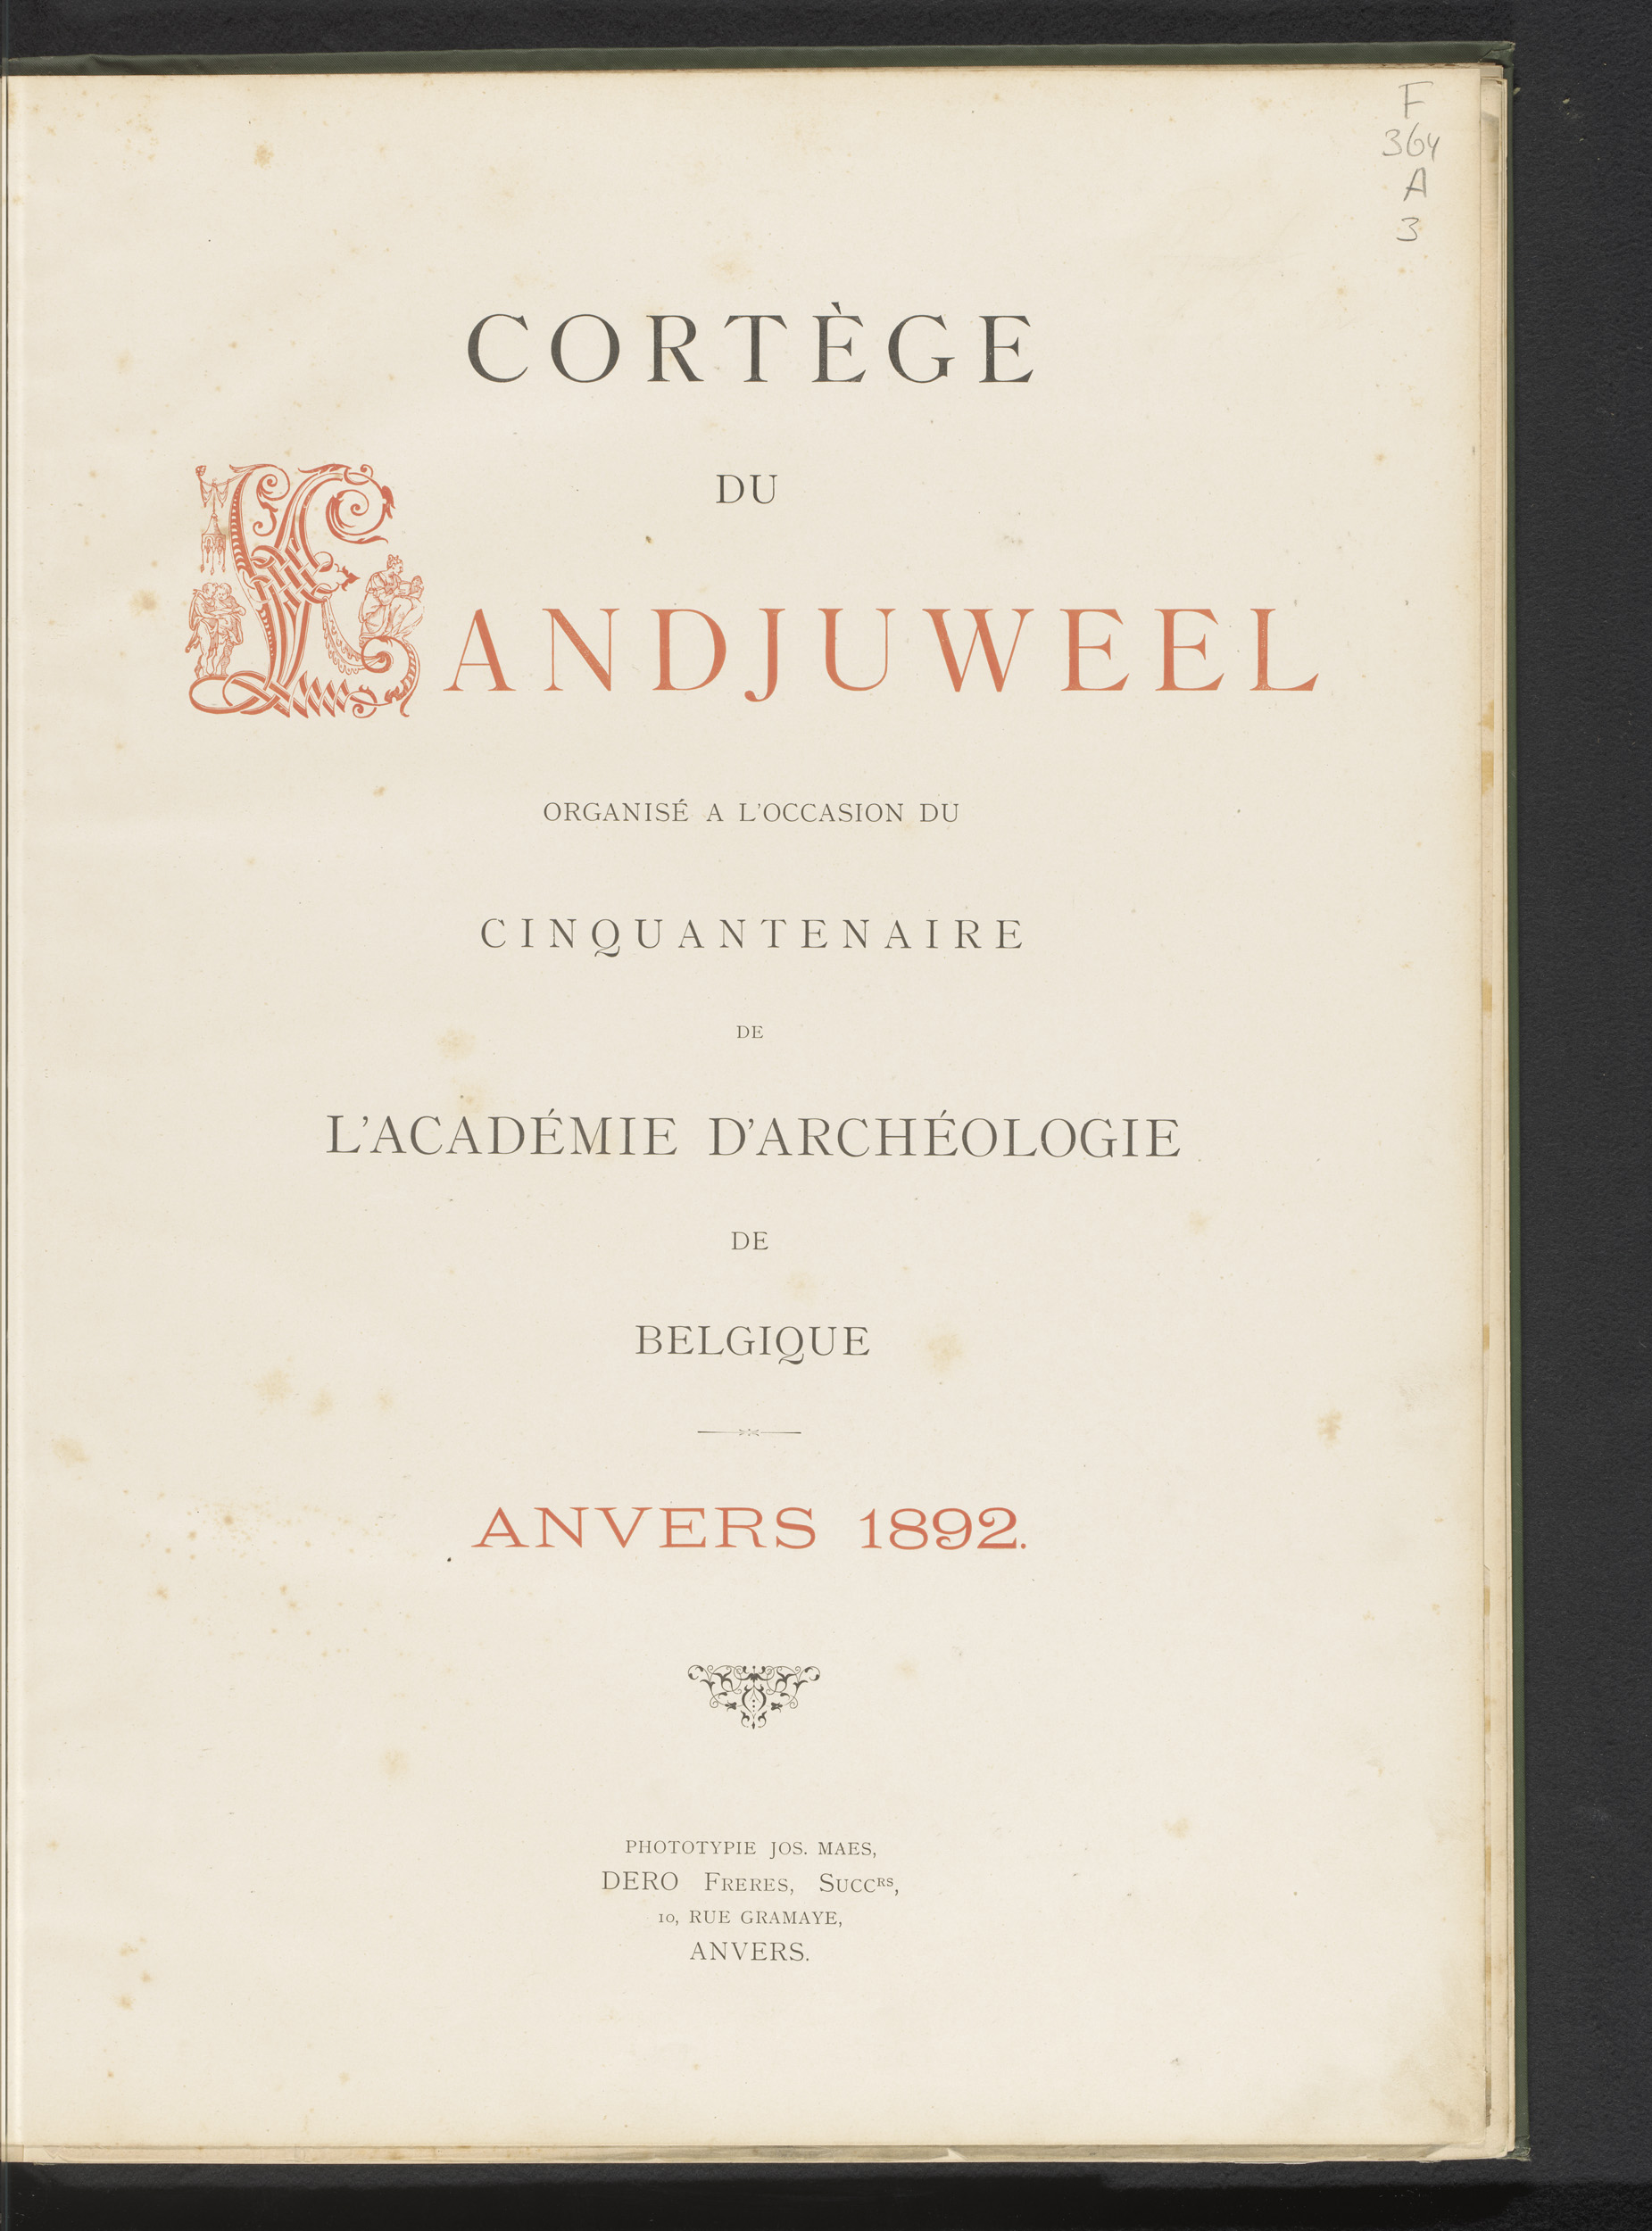 F
364
A
3
CORTÈGE
DU
LANDJUWEEL
ORGANISÉ A L'OCCASION DU
CINQUANTENAIRE
DE
L'ACADÉMIE D'ARCHÉOLOGIE
DE
BELGIQUE
ANVERS 1892.
PHOTOTYPIE JOS. MAES,
DERO FRERES, SUCCRS,
10, RUE GRAMAYE,
ANVERS.